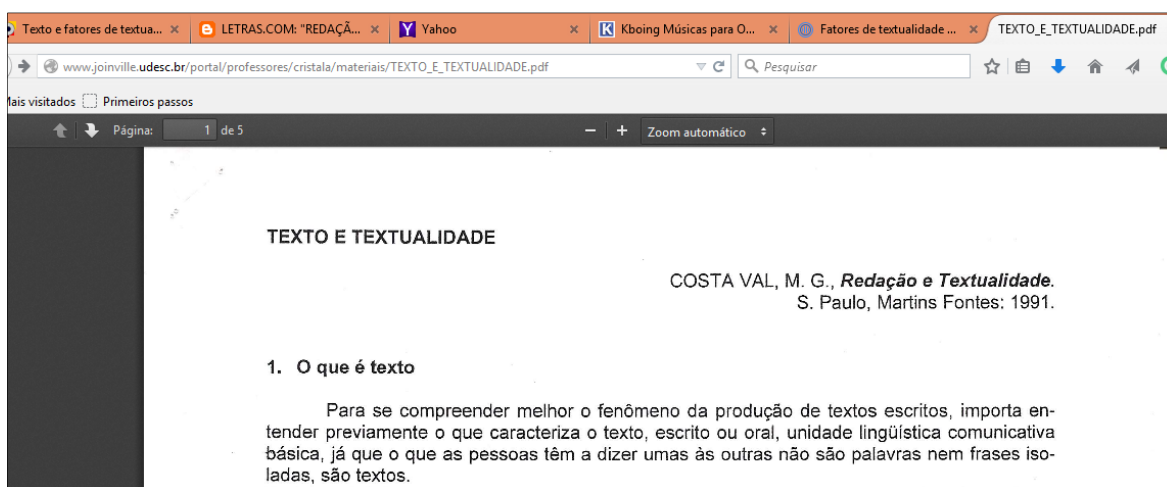 Texto e fatores de textua... ×
LETRAS.COM: "REDAÇÃ... ×
Yahoo ×
Kboing Músicas para O... ×
Fatores de textualidade ... ×
TEXTO_E_TEXTUALIDADE.pdf
www.joinville.udesc.br/portal/professores/cristala/materiais/TEXTO_E_TEXTUALIDADE.pdf
Pesquisar
Mais visitados Primeiros passos
Página: 1 de 5
Zoom automático
TEXTO E TEXTUALIDADE
COSTA VAL, M. G., Redação e Textualidade.
S. Paulo, Martins Fontes: 1991.
1. O que é texto
Para se compreender melhor o fenômeno da produção de textos escritos, importa en-
tender previamente o que caracteriza o texto, escrito ou oral, unidade lingüística comunicativa
básica, já que o que as pessoas têm a dizer umas às outras não são palavras nem frases iso-
ladas, são textos.